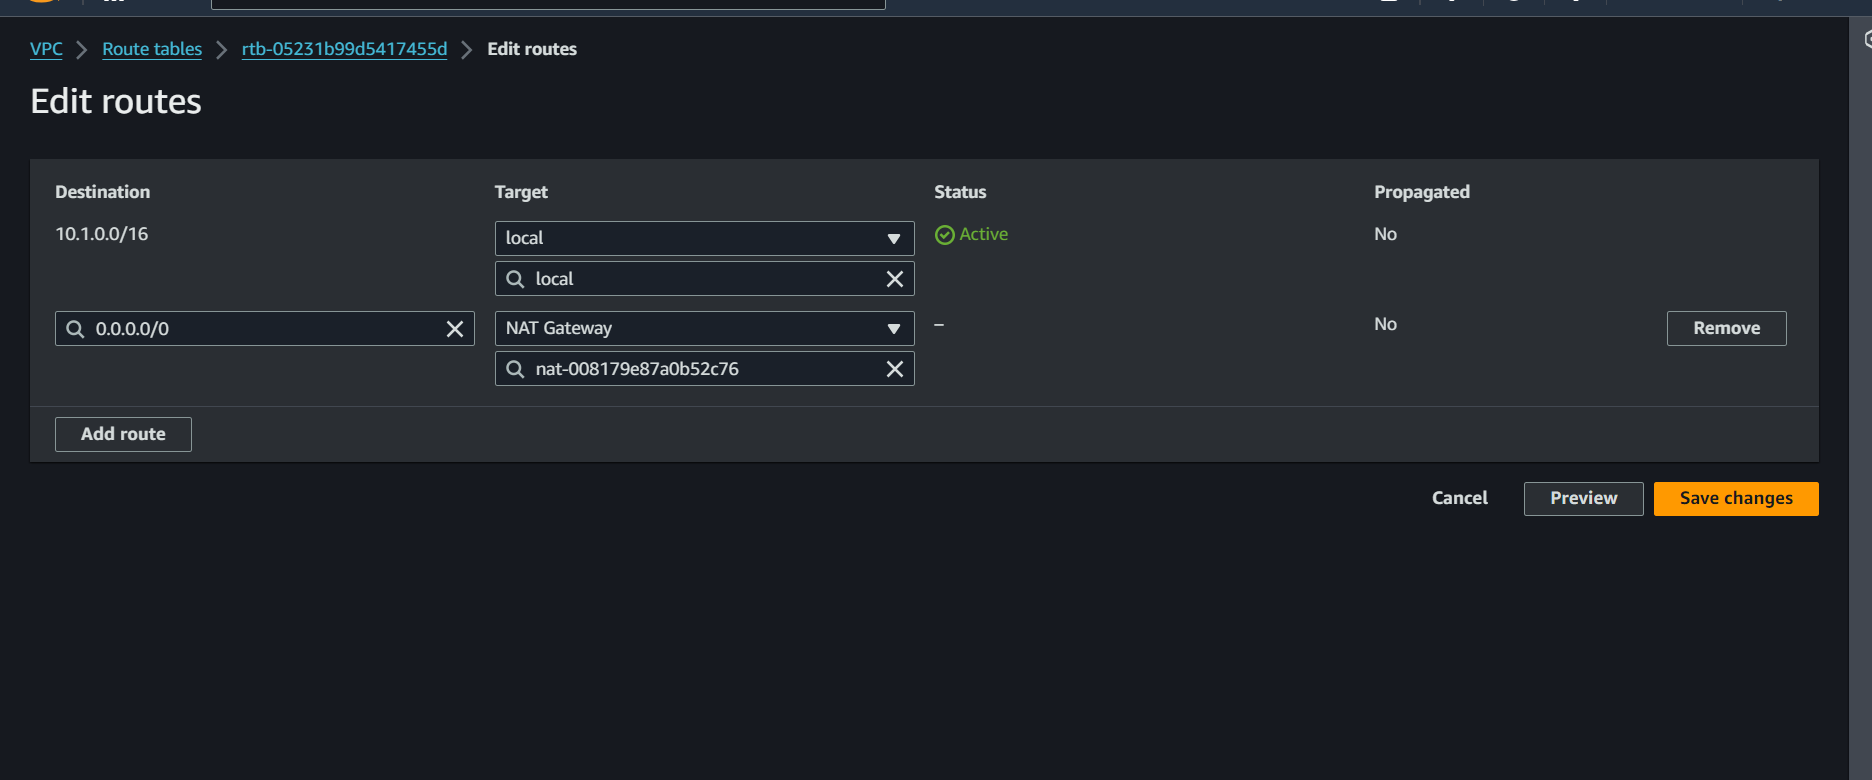 VPC > Route tables > rtb-05231b99d5417455d > Edit routes
Edit routes
Destination Target Status Propagated
10.1.0.0/16 local Active No
local
0.0.0.0/0 NAT Gateway – No Remove
nat-008179e87a0b52c76
Add route
Cancel Preview Save changes